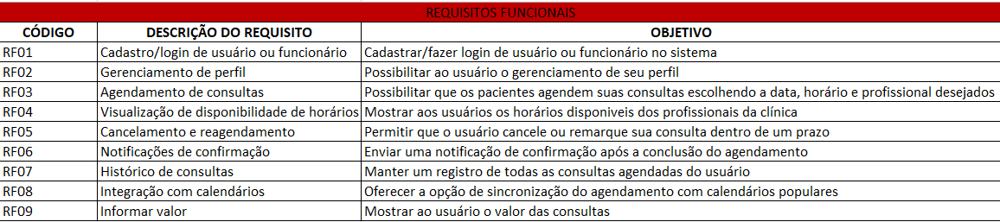 REQUISITOS FUNCIONAIS
CÓDIGO DESCRIÇÃO DO REQUISITO OBJETIVO
RF01 Cadastro/login de usuário ou funcionário Cadastrar/fazer login de usuário ou funcionário no sistema
RF02 Gerenciamento de perfil Possibilitar ao usuário o gerenciamento de seu perfil
RF03 Agendamento de consultas Possibilitar que os pacientes agendem suas consultas escolhendo a data, horário e profissional desejados
RF04 Visualização de disponibilidade de horários Mostrar aos usuários os horários disponiveis dos profissionais da clínica
RF05 Cancelamento e reagendamento Permitir que o usuário cancele ou remarque sua consulta dentro de um prazo
RF06 Notificações de confirmação Enviar uma notificação de confirmação após a conclusão do agendamento
RF07 Histórico de consultas Manter um registro de todas as consultas agendadas do usuário
RF08 Integração com calendários Oferecer a opção de sincronização do agendamento com calendários populares
RF09 Informar valor Mostrar ao usuário o valor das consultas